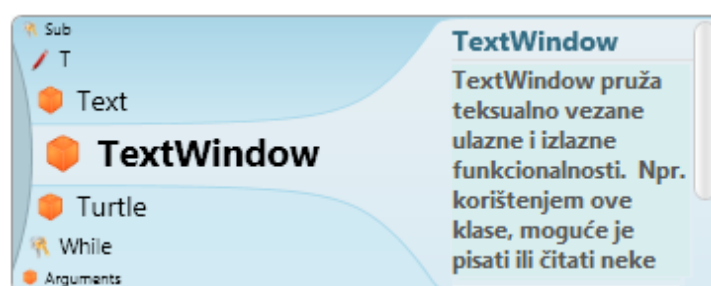 Sub
T
Text
TextWindow
Turtle
While
Arguments
TextWindow
TextWindow pruža
teksualno vezane
ulazne i izlazne
funkcionalnosti.  Npr.
korištenjem ove
klase, moguće je
pisati ili čitati neke